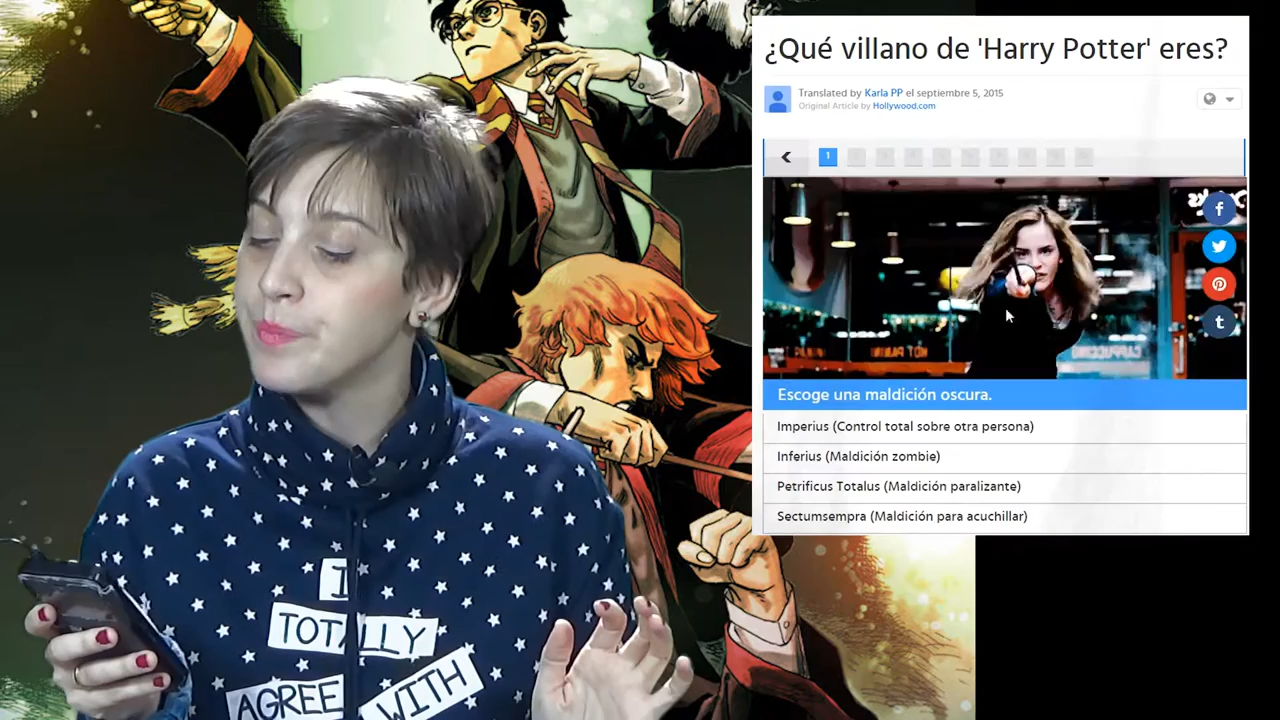 ¿Qué villano de 'Harry Potter' eres?
Translated by Karla PP el septiembre 5, 2015
Original Article by Hollywood.com
1
Escoge una maldición oscura.
Imperius (Control total sobre otra persona)
Inferius (Maldición zombie)
Petrificus Totalus (Maldición paralizante)
Sectumsempra (Maldición para acuchillar)
I
TOTALLY
AGREE WITH